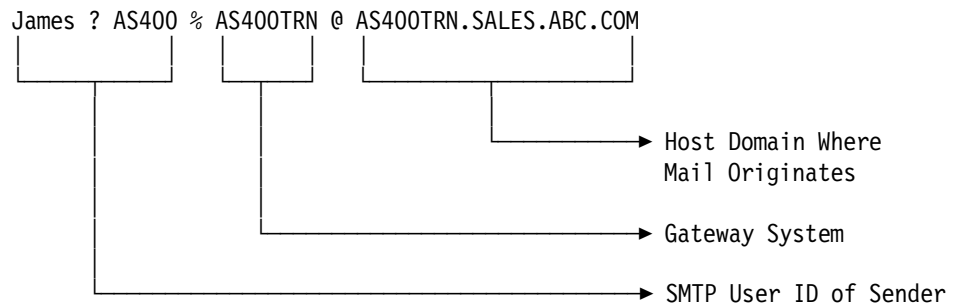 James ? AS400 % AS400TRN @ AS400TRN.SALES.ABC.COM
Host Domain Where
Mail Originates
Gateway System
SMTP User ID of Sender